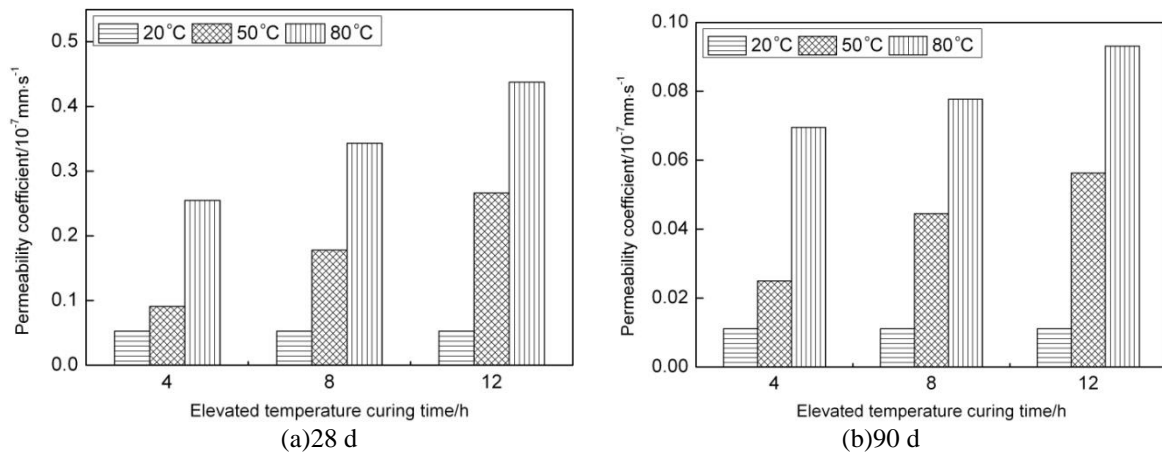 20°C 50°C 80°C
Permeability coefficient/10⁻⁷mm·s⁻¹
0.5
0.4
0.3
0.2
0.1
0.0
4 8 12
Elevated temperature curing time/h
(a)28 d
20°C 50°C 80°C
Permeability coefficient/10⁻⁷mm·s⁻¹
0.10
0.08
0.06
0.04
0.02
0.00
4 8 12
Elevated temperature curing time/h
(b)90 d